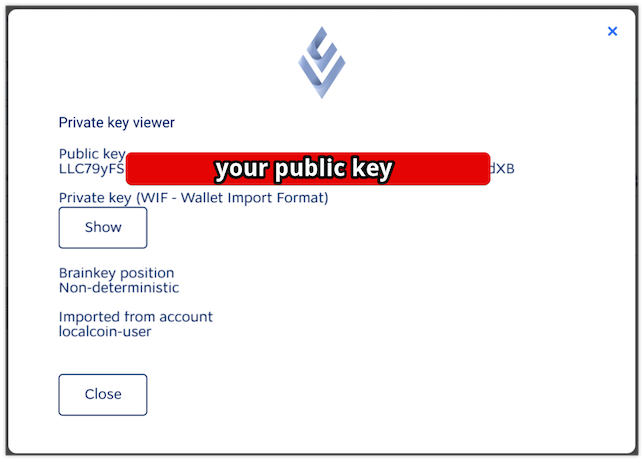 ×
Private key viewer
Public key
LLC79yFS your public key dXB
Private key (WIF - Wallet Import Format)
Show
Brainkey position
Non-deterministic
Imported from account
localcoin-user
Close